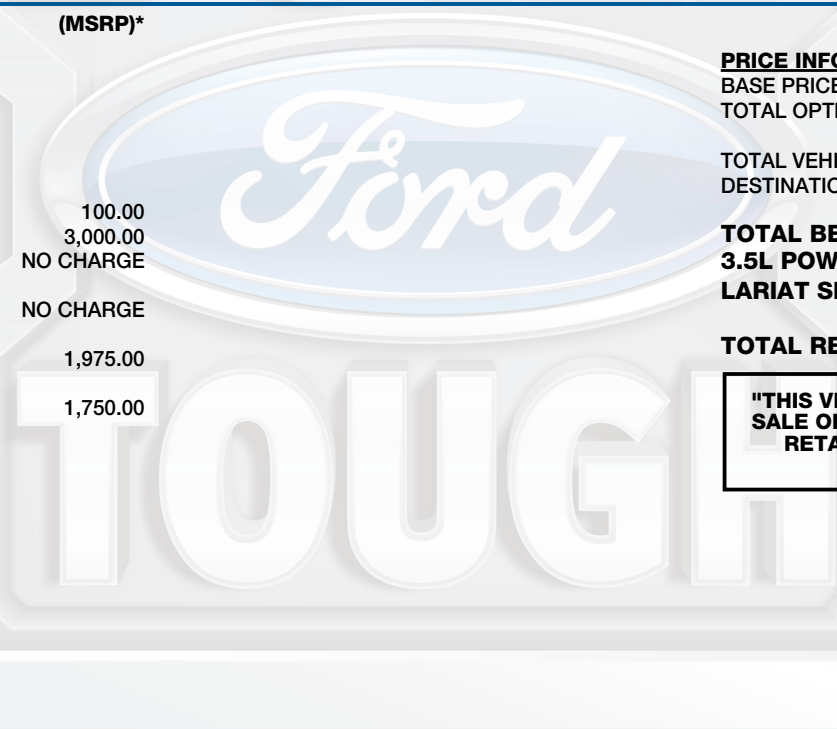 (MSRP)*
100.00
3,000.00
NO CHARGE
NO CHARGE
1,975.00
1,750.00
Ford
TOUGH
PRICE INFO
BASE PRICE
TOTAL OPTI
TOTAL VEHI
DESTINATIO
TOTAL BE
3.5L POW
LARIAT S
TOTAL RE
"THIS V
SALE O
RETA